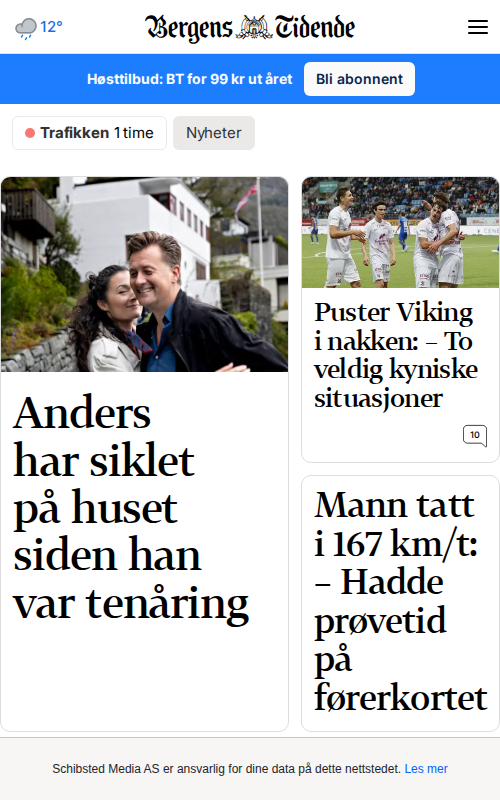 12°
Bergens Tidende
Høsttilbud: BT for 99 kr ut året
Bli abonnent
Trafikken 1 time
Nyheter
Anders
har siklet
på huset
siden han
var tenåring
Puster Viking
i nakken: – To
veldig kyniske
situasjoner
10
Mann tatt
i 167 km/t:
– Hadde
prøvetid
på
førerkortet
Schibsted Media AS er ansvarlig for dine data på dette nettstedet. Les mer